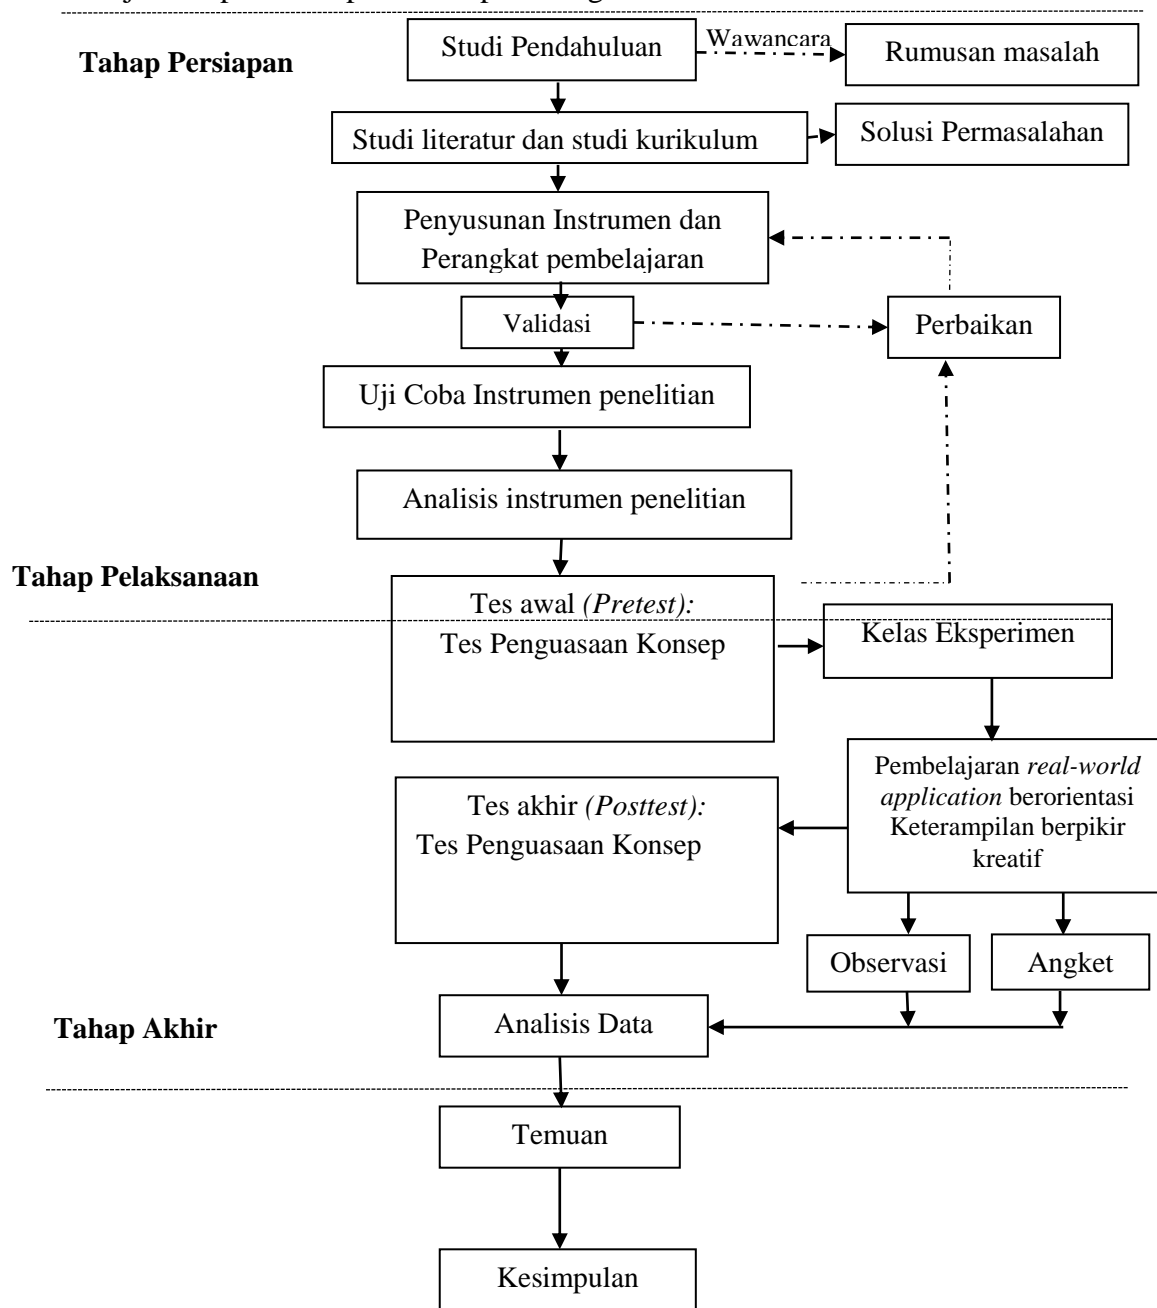 Studi Pendahuluan
Wawancara
Rumusan masalah
Tahap Persiapan
Studi literatur dan studi kurikulum
Solusi Permasalahan
Penyusunan Instrumen dan
Perangkat pembelajaran
Validasi
Perbaikan
Uji Coba Instrumen penelitian
Analisis instrumen penelitian
Tahap Pelaksanaan
Tes awal (Pretest):
Tes Penguasaan Konsep
Kelas Eksperimen
Pembelajaran real-world
application berorientasi
Keterampilan berpikir
kreatif
Tes akhir (Posttest):
Tes Penguasaan Konsep
Observasi
Angket
Analisis Data
Tahap Akhir
Temuan
Kesimpulan